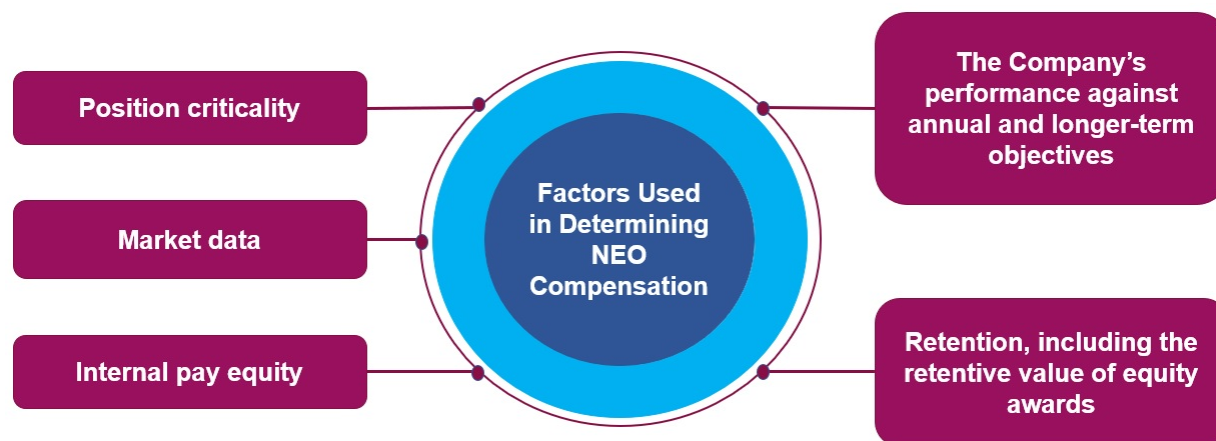 Position criticality
Market data
Internal pay equity
Factors Used
in Determining
NEO
Compensation
The Company’s
performance against
annual and longer-term
objectives
Retention, including the
retentive value of equity
awards